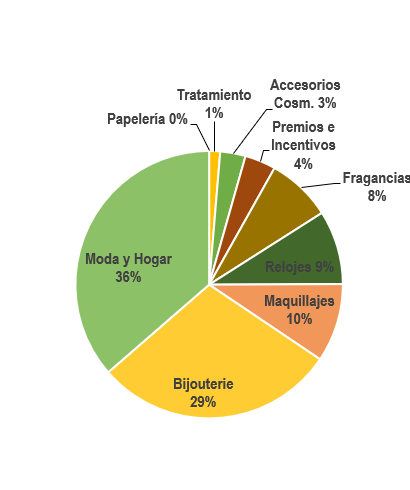 Accesorios
Cosm. 3%
Tratamiento
1%
Papelería 0%
Premios e
Incentivos
4%
Fragancias
8%
Relojes 9%
Moda y Hogar
36%
Maquillajes
10%
Bijouterie
29%